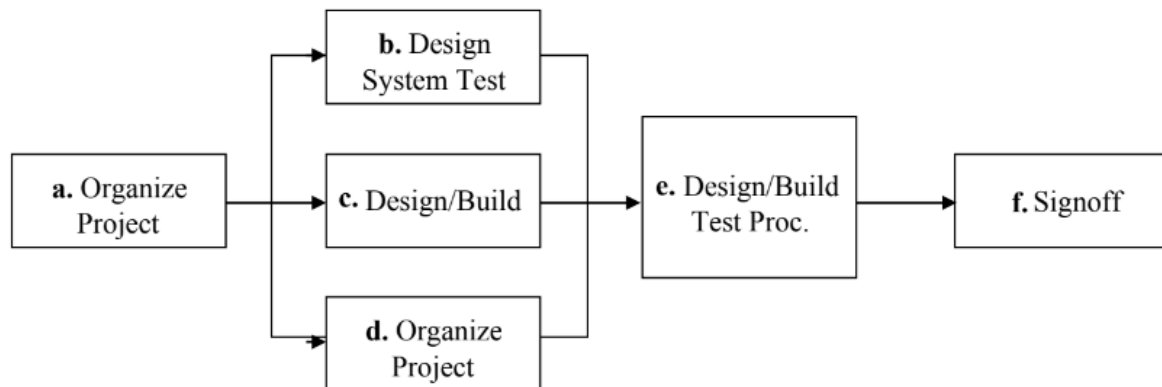 a. Organize
Project
b. Design
System Test
c. Design/Build
d. Organize
Project
e. Design/Build
Test Proc.
f. Signoff